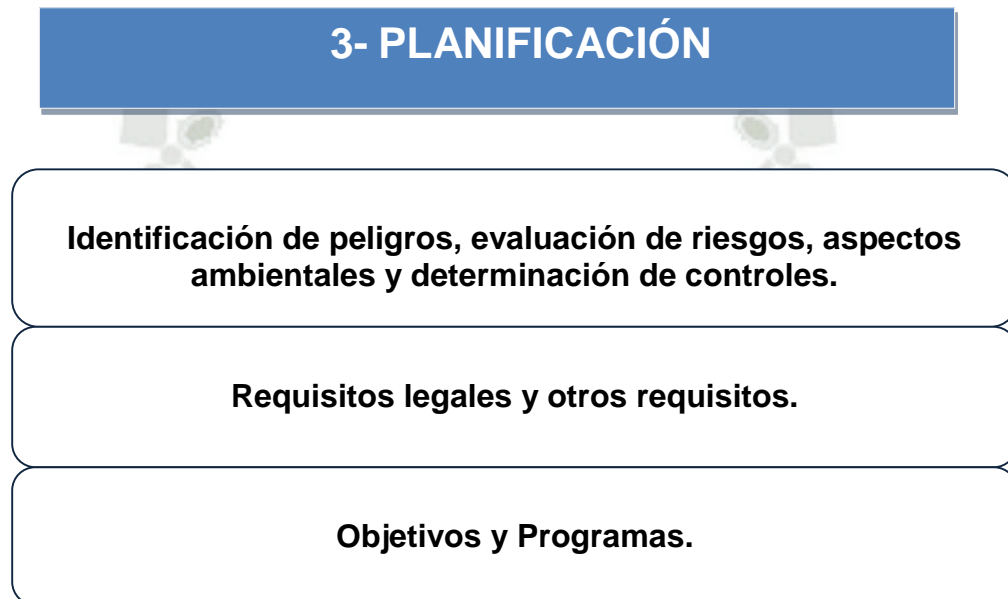 3- PLANIFICACIÓN
Identificación de peligros, evaluación de riesgos, aspectos
ambientales y determinación de controles.
Requisitos legales y otros requisitos.
Objetivos y Programas.